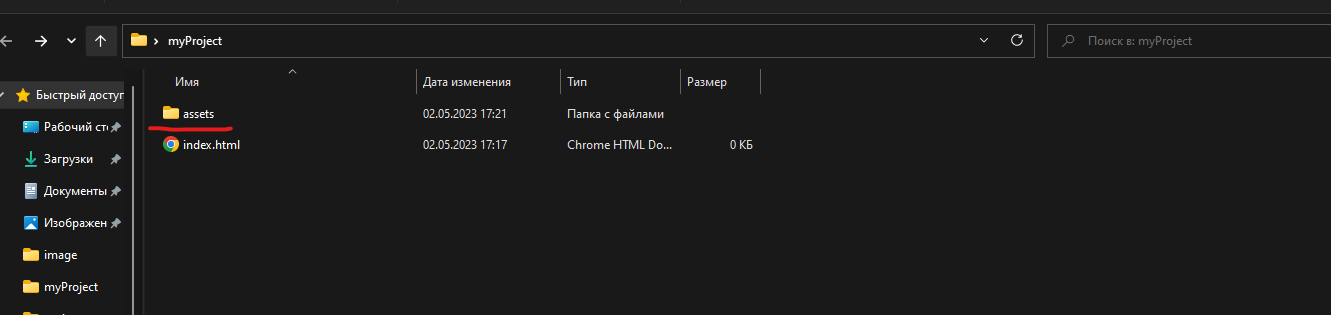 myProject
Поиск в: myProject
Имя
Дата изменения
Тип
Размер
Быстрый доступ
assets
02.05.2023 17:21
Папка с файлами
Рабочий сто
index.html
02.05.2023 17:17
Chrome HTML Do...
0 КБ
Загрузки
Документы
Изображен
image
myProject